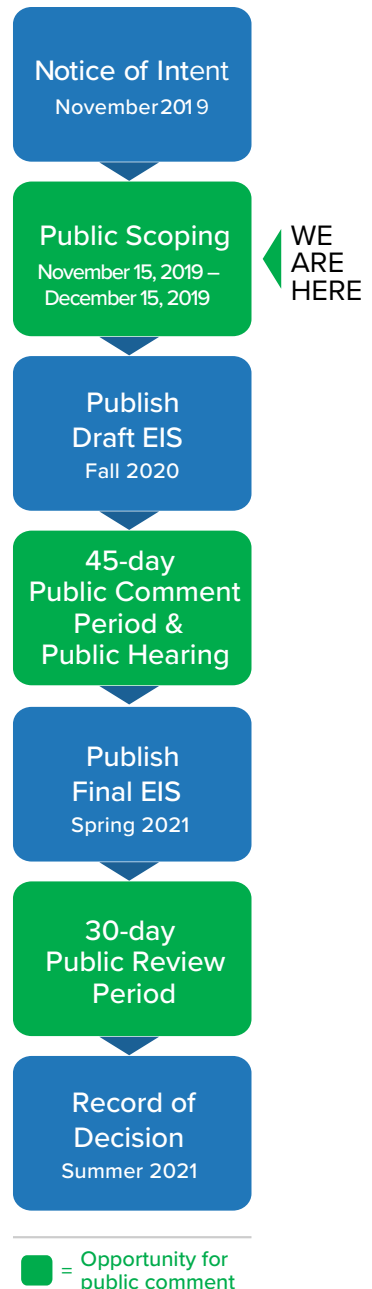 Notice of Intent
November 2019
Public Scoping
November 15, 2019 –
December 15, 2019
WE
ARE
HERE
Publish
Draft EIS
Fall 2020
45-day
Public Comment
Period &
Public Hearing
Publish
Final EIS
Spring 2021
30-day
Public Review
Period
Record of
Decision
Summer 2021
= Opportunity for
public comment